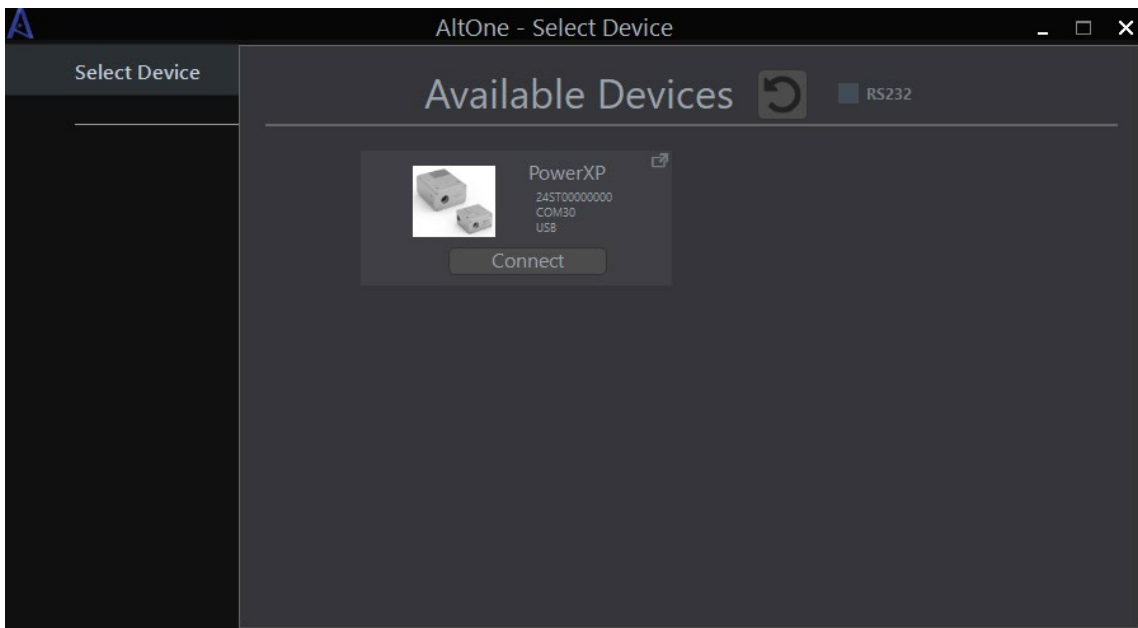 AltOne - Select Device
Select Device
Available Devices
RS232
PowerXP
24ST00000000
COM30
USB
Connect